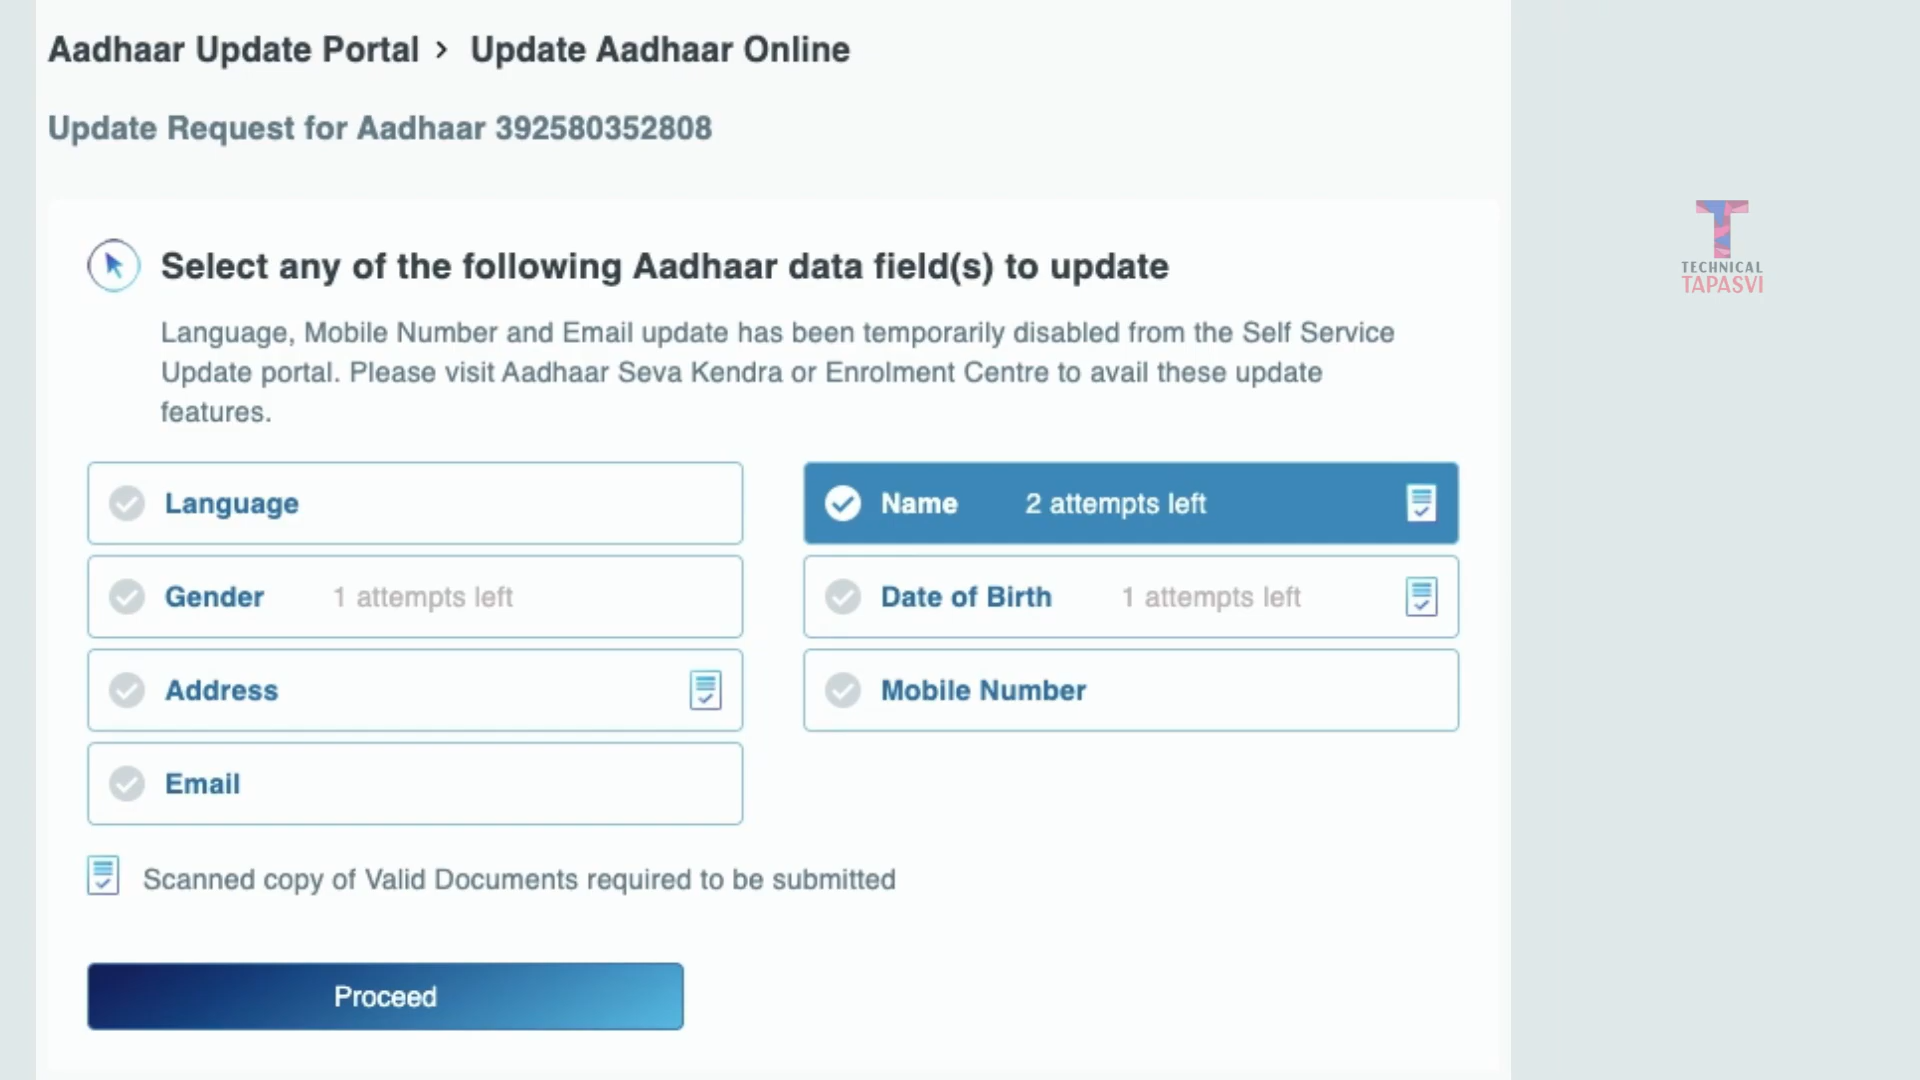 Aadhaar Update Portal > Update Aadhaar Online
Update Request for Aadhaar 392580352808
Select any of the following Aadhaar data field(s) to update
Language, Mobile Number and Email update has been temporarily disabled from the Self Service
Update portal. Please visit Aadhaar Seva Kendra or Enrolment Centre to avail these update
features.
Language
Name 2 attempts left
Gender 1 attempts left
Date of Birth 1 attempts left
Address
Mobile Number
Email
Scanned copy of Valid Documents required to be submitted
Proceed
T
TECHNICAL
TAPASVI